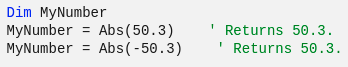 Dim MyNumber
MyNumber = Abs(50.3)    ' Returns 50.3.
MyNumber = Abs(-50.3)    ' Returns 50.3.